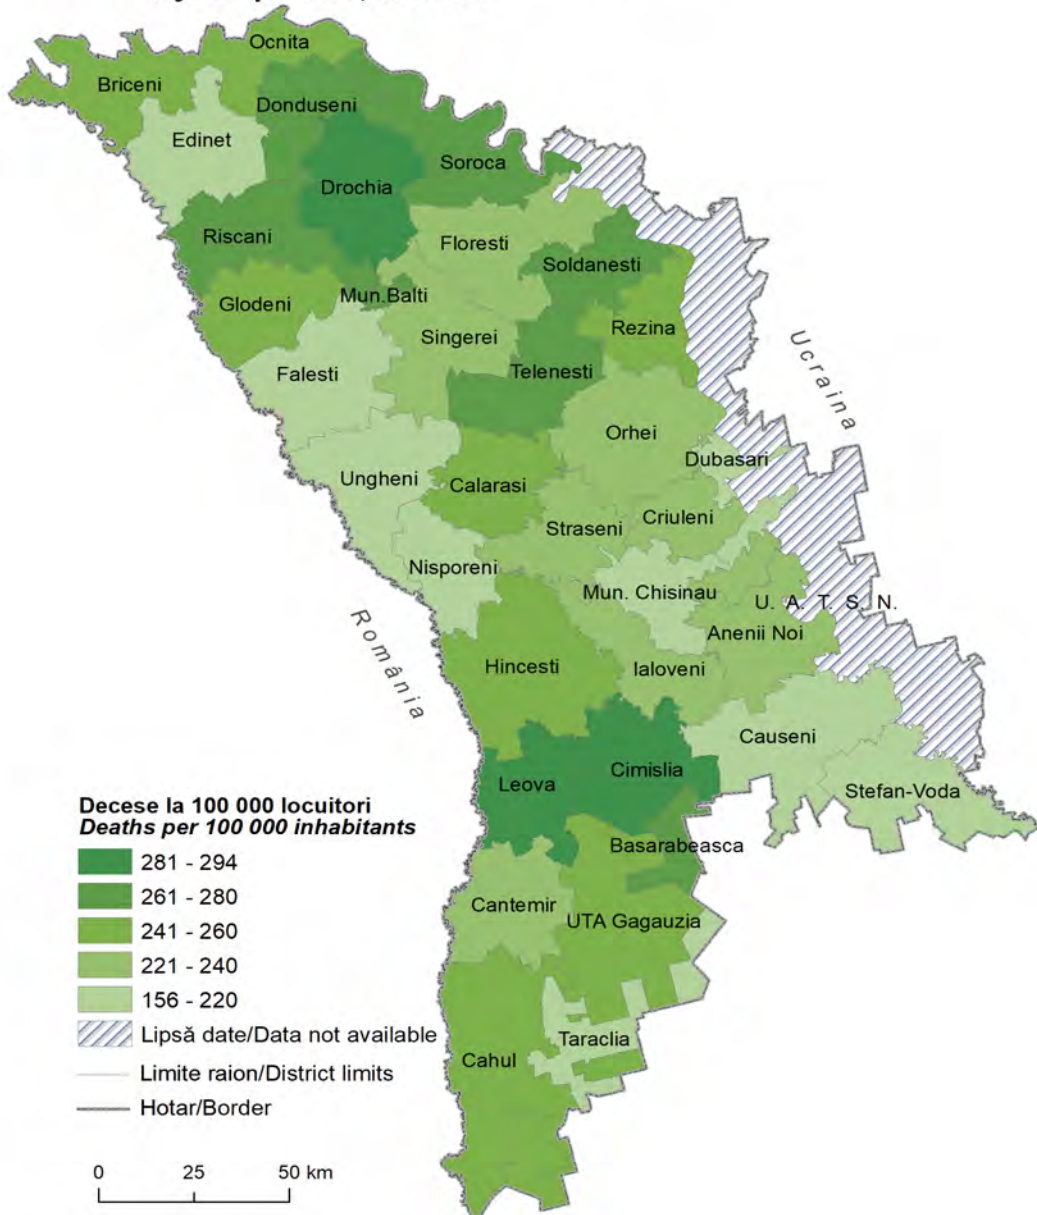 Ocnita
Briceni
Donduseni
Edinet
Soroca
Drochia
Riscani
Floresti
Soldanesti
Mun.Balti
Glodeni
Rezina
Singerei
Ucraina
Falesti
Telenesti
Orhei
Dubasari
Ungheni
Calarasi
Criuleni
Straseni
Nisporeni
Mun. Chisinau
U. A. T. S. N.
Anenii Noi
România
Hincesti
Ialoveni
Causeni
Cimislia
Leova
Stefan-Voda
Basarabeasca
Cantemir
UTA Gagauzia
Taraclia
Cahul
Decese la 100 000 locuitori
Deaths per 100 000 inhabitants
281 - 294
261 - 280
241 - 260
221 - 240
156 - 220
Lipsă date/Data not available
Limite raion/District limits
Hotar/Border
0 25 50 km